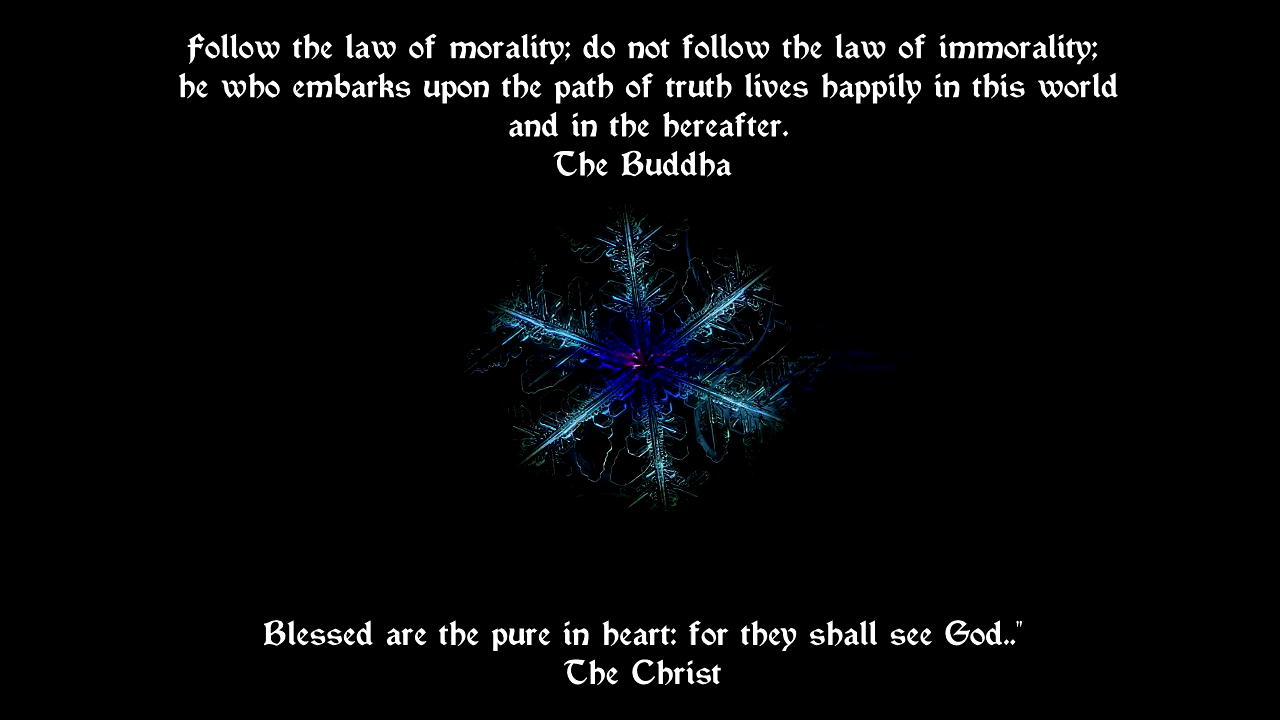 Follow the law of morality; do not follow the law of immorality;
he who embarks upon the path of truth lives happily in this world
and in the hereafter.
The Buddha
Blessed are the pure in heart: for they shall see God.."
The Christ